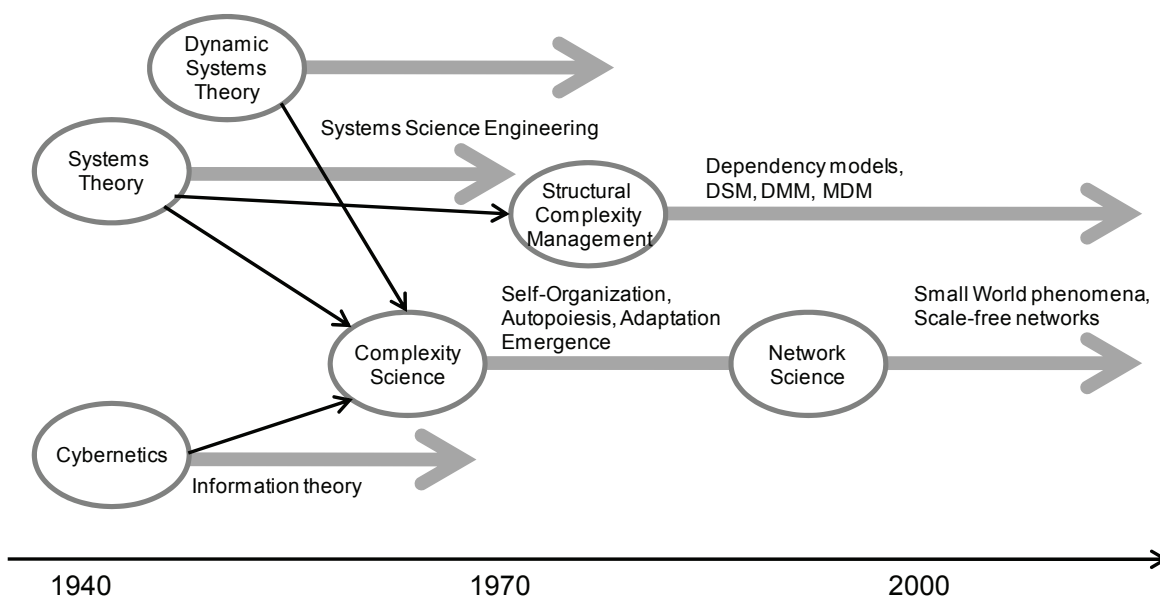 Dynamic
Systems
Theory
Systems Science Engineering
Systems
Theory
Dependency models,
DSM, DMM, MDM
Structural
Complexity
Management
Self-Organization,
Autopoiesis, Adaptation
Emergence
Small World phenomena,
Scale-free networks
Complexity
Science
Network
Science
Cybernetics
Information theory
1940
1970
2000